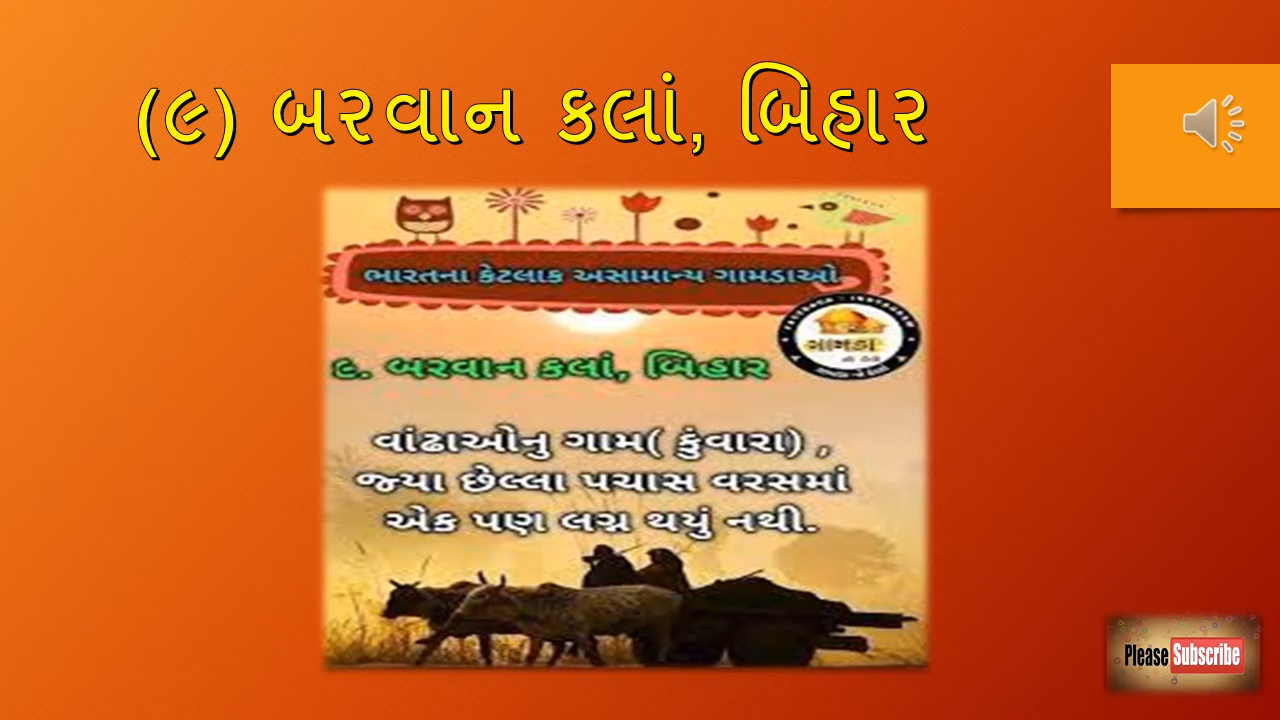 (૯) બરવાન કલાં, બિહાર
ભારતના કેટલાક અસામાન્ય ગામડાઓ
ગામડા
૯. બરવાન કલાં, બિહાર
વાંઢાઓનુ ગામ( કુંવારા) ,
જ્યા છેલ્લા પચાસ વરસમાં
એક પણ લગ્ન થયું નથી.
Please Subscribe